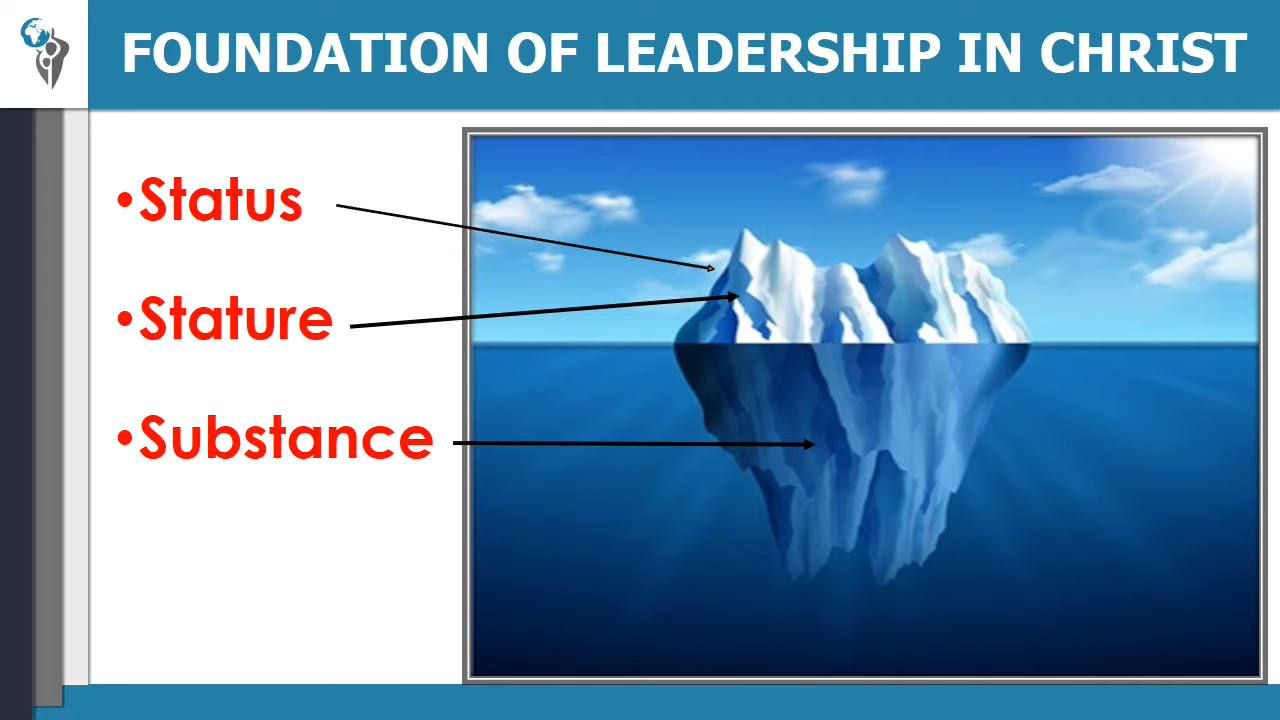 FOUNDATION OF LEADERSHIP IN CHRIST
•Status
•Stature
•Substance